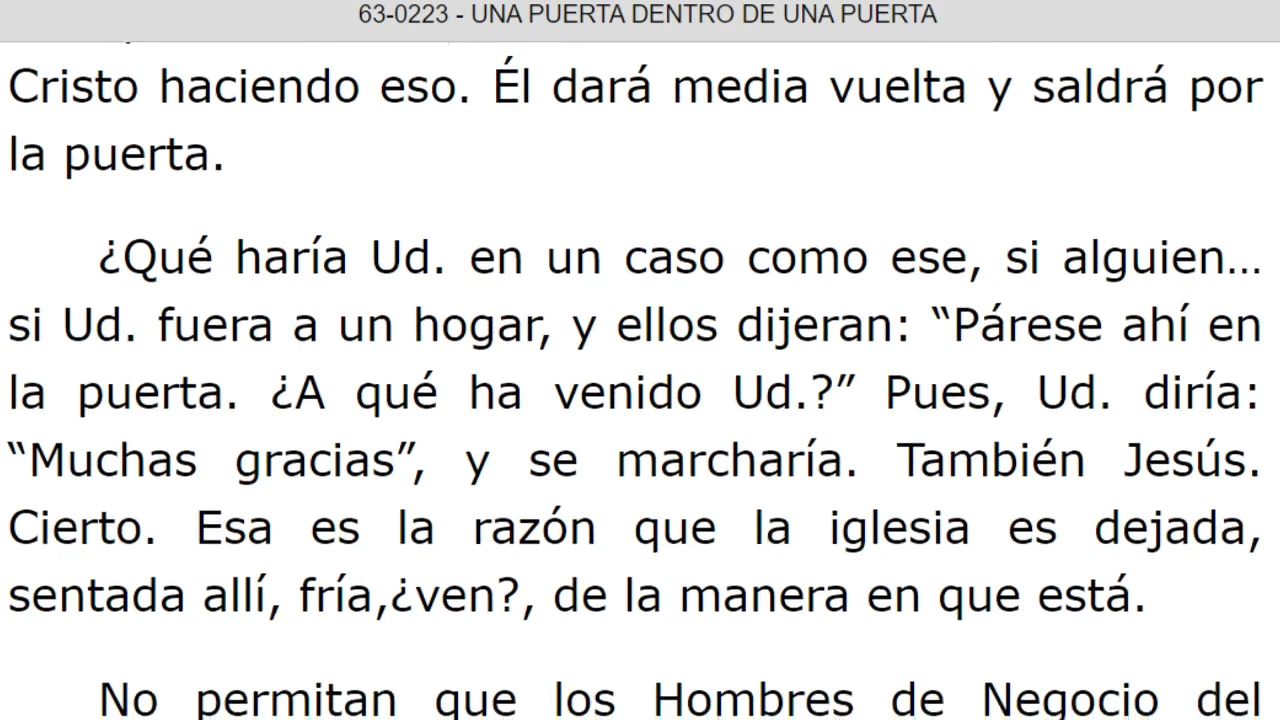 63-0223 - UNA PUERTA DENTRO DE UNA PUERTA
Cristo haciendo eso. Él dará media vuelta y saldrá por
la puerta.
¿Qué haría Ud. en un caso como ese, si alguien...
si Ud. fuera a un hogar, y ellos dijeran: “Párese ahí en
la puerta. ¿A qué ha venido Ud.?” Pues, Ud. diría:
“Muchas gracias”, y se marcharía. También Jesús.
Cierto. Esa es la razón que la iglesia es dejada,
sentada allí, fría,¿ven?, de la manera en que está.
No permitan que los Hombres de Negocio del